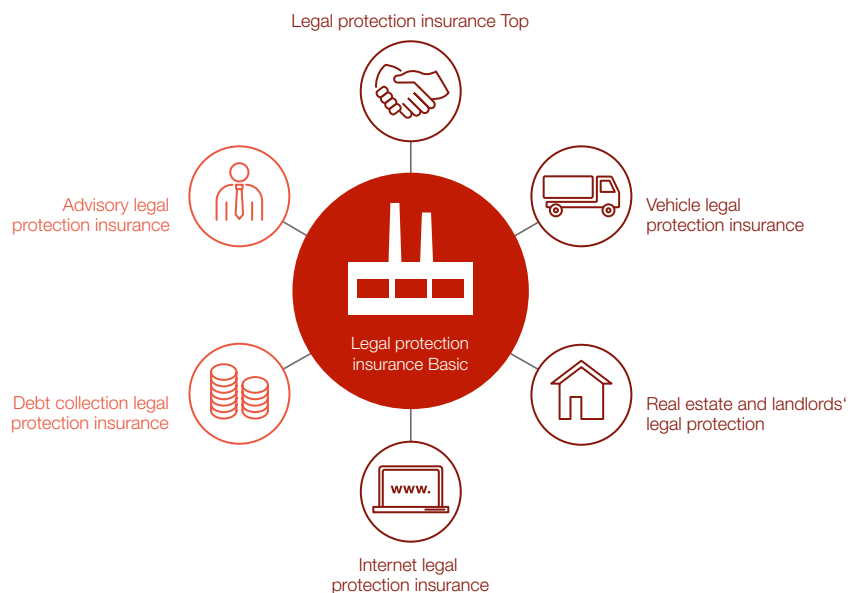 Legal protection insurance Top
Advisory legal
protection insurance
Vehicle legal
protection insurance
Legal protection
insurance Basic
Debt collection legal
protection insurance
Real estate and landlords‘
legal protection
www.
Internet legal
protection insurance